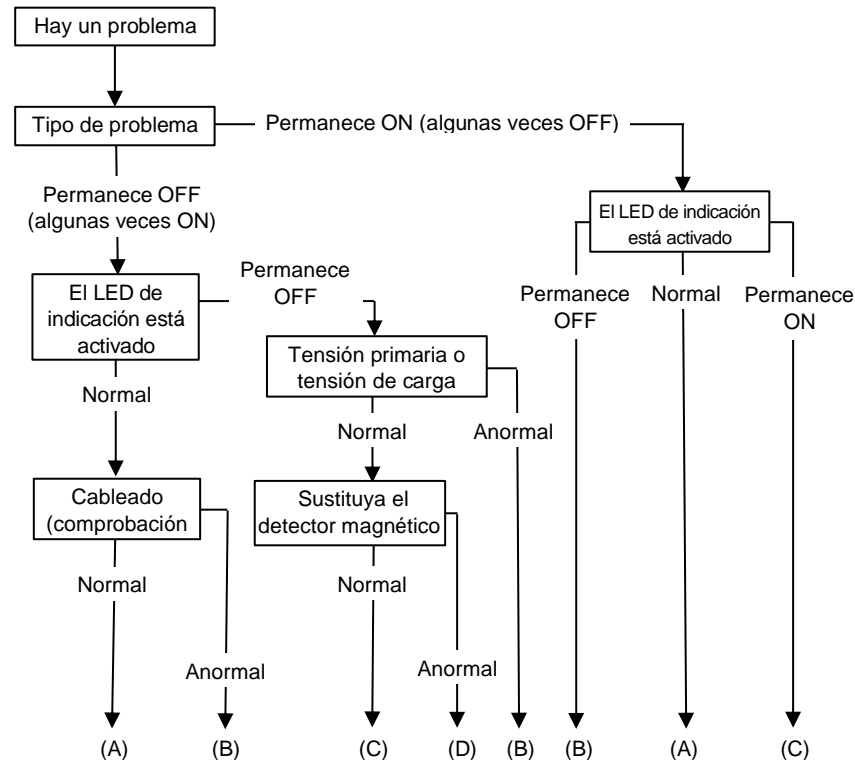 Hay un problema
Tipo de problema
Permanece ON (algunas veces OFF)
Permanece OFF
(algunas veces ON)
El LED de indicación
está activado
El LED de
indicación está
activado
Permanece
OFF
Permanece
OFF
Normal
Permanece
ON
Tensión primaria o
tensión de carga
Normal
Normal
Anormal
Cableado
(comprobación
Sustituya el
detector magnético
Normal
Normal
Anormal
Anormal
(A)
(B)
(C)
(D)
(B)
(B)
(A)
(C)